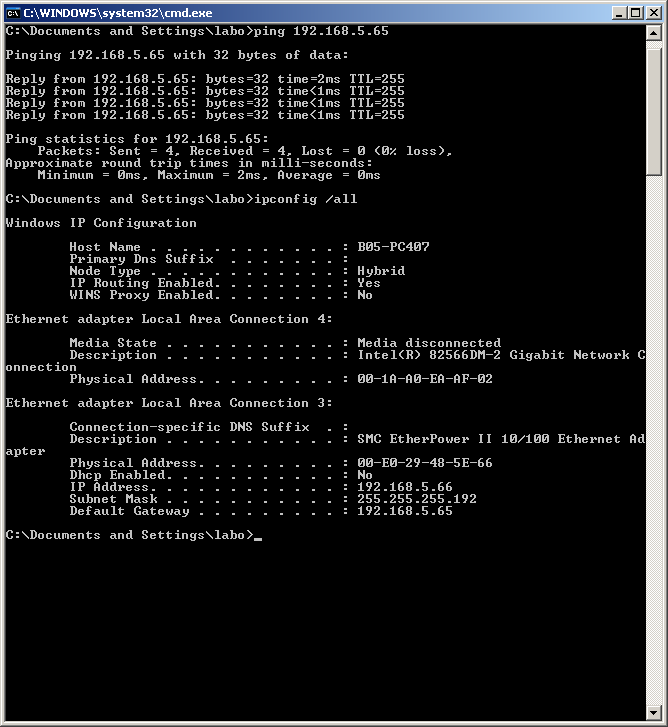 C:\WINDOWS\system32\cmd.exe
C:\Documents and Settings\labo>ping 192.168.5.65
Pinging 192.168.5.65 with 32 bytes of data:
Reply from 192.168.5.65: bytes=32 time=2ms TTL=255
Reply from 192.168.5.65: bytes=32 time<1ms TTL=255
Reply from 192.168.5.65: bytes=32 time<1ms TTL=255
Reply from 192.168.5.65: bytes=32 time<1ms TTL=255
Ping statistics for 192.168.5.65:
    Packets: Sent = 4, Received = 4, Lost = 0 (0% loss),
Approximate round trip times in milli-seconds:
    Minimum = 0ms, Maximum = 2ms, Average = 0ms
C:\Documents and Settings\labo>ipconfig /all
Windows IP Configuration
        Host Name . . . . . . . . . . . . : B05-PC407
        Primary Dns Suffix  . . . . . . . :
        Node Type . . . . . . . . . . . . : Hybrid
        IP Routing Enabled. . . . . . . . : Yes
        WINS Proxy Enabled. . . . . . . . : No
Ethernet adapter Local Area Connection 4:
        Media State . . . . . . . . . . . : Media disconnected
        Description . . . . . . . . . . . : Intel(R) 82566DM-2 Gigabit Network C
onnection
        Physical Address. . . . . . . . . : 00-1A-A0-EA-AF-02
Ethernet adapter Local Area Connection 3:
        Connection-specific DNS Suffix  . :
        Description . . . . . . . . . . . : SMC EtherPower II 10/100 Ethernet Ad
apter
        Physical Address. . . . . . . . . : 00-E0-29-48-5E-66
        Dhcp Enabled. . . . . . . . . . . : No
        IP Address. . . . . . . . . . . . : 192.168.5.66
        Subnet Mask . . . . . . . . . . . : 255.255.255.192
        Default Gateway . . . . . . . . . : 192.168.5.65
C:\Documents and Settings\labo>_